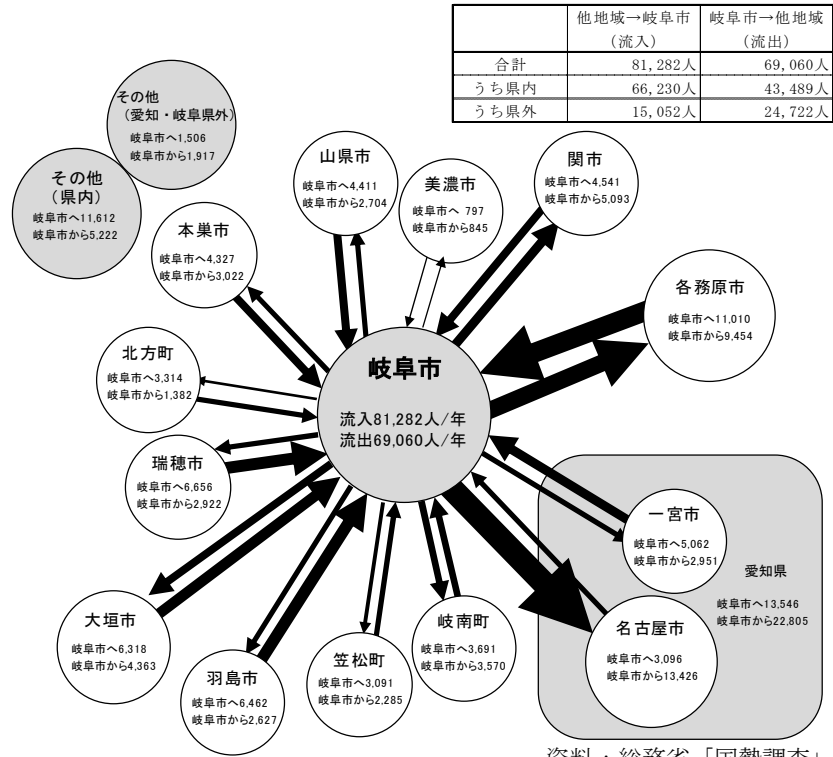 他地域→岐阜市 岐阜市→他地域
(流入) (流出)
合計 81,282人 69,060人
うち県内 66,230人 43,489人
うち県外 15,052人 24,722人
その他
(愛知・岐阜県外)
岐阜市へ1,506
岐阜市から1,917
その他
(県内)
岐阜市へ11,612
岐阜市から5,222
山県市
岐阜市へ4,411
岐阜市から2,704
美濃市
岐阜市へ 797
岐阜市から845
関市
岐阜市へ4,541
岐阜市から5,093
本巣市
岐阜市へ4,327
岐阜市から3,022
各務原市
岐阜市へ11,010
岐阜市から9,454
北方町
岐阜市へ3,314
岐阜市から1,382
岐阜市
流入81,282人/年
流出69,060人/年
瑞穂市
岐阜市へ6,656
岐阜市から2,922
一宮市
岐阜市へ5,062
岐阜市から2,951
愛知県
岐阜市へ13,546
岐阜市から22,805
大垣市
岐阜市へ6,318
岐阜市から4,363
羽島市
岐阜市へ6,462
岐阜市から2,627
笠松町
岐阜市へ3,091
岐阜市から2,285
岐南町
岐阜市へ3,691
岐阜市から3,570
名古屋市
岐阜市へ3,096
岐阜市から13,426
資料：総務省「国勢調査」